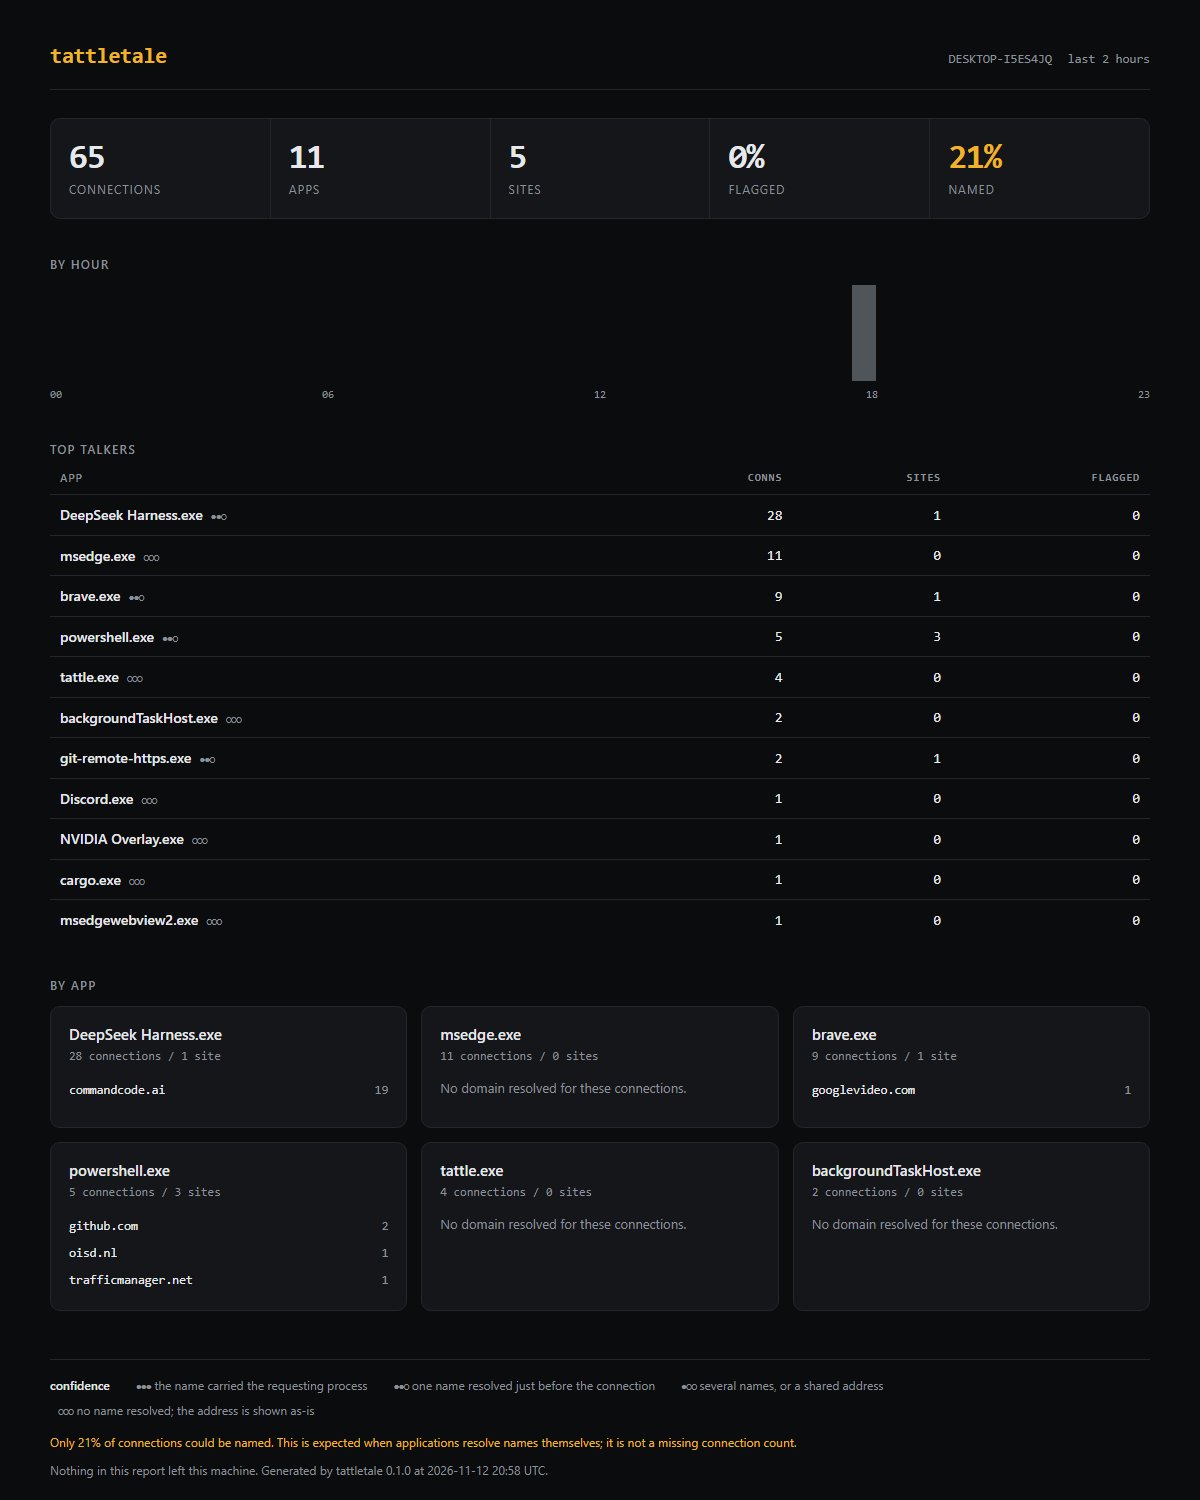 tattletale
DESKTOP-I5ES4JQ last 2 hours
65 11 5 0% 21%
CONNECTIONS APPS SITES FLAGGED NAMED
BY HOUR
00 06 12 18 23
TOP TALKERS
APP CONNS SITES FLAGGED
DeepSeek Harness.exe ●●○ 28 1 0
msedge.exe ○○○ 11 0 0
brave.exe ●●○ 9 1 0
powershell.exe ●●○ 5 3 0
tattle.exe ○○○ 4 0 0
backgroundTaskHost.exe ○○○ 2 0 0
git-remote-https.exe ●●○ 2 1 0
Discord.exe ○○○ 1 0 0
NVIDIA Overlay.exe ○○○ 1 0 0
cargo.exe ○○○ 1 0 0
msedgewebview2.exe ○○○ 1 0 0
BY APP
DeepSeek Harness.exe
28 connections / 1 site
commandcode.ai 19
msedge.exe
11 connections / 0 sites
No domain resolved for these connections.
brave.exe
9 connections / 1 site
googlevideo.com 1
powershell.exe
5 connections / 3 sites
github.com 2
oisd.nl 1
trafficmanager.net 1
tattle.exe
4 connections / 0 sites
No domain resolved for these connections.
backgroundTaskHost.exe
2 connections / 0 sites
No domain resolved for these connections.
confidence ●●● the name carried the requesting process ●●○ one name resolved just before the connection ●○○ several names, or a shared address
○○○ no name resolved; the address is shown as-is
Only 21% of connections could be named. This is expected when applications resolve names themselves; it is not a missing connection count.
Nothing in this report left this machine. Generated by tattletale 0.1.0 at 2026-11-12 20:58 UTC.